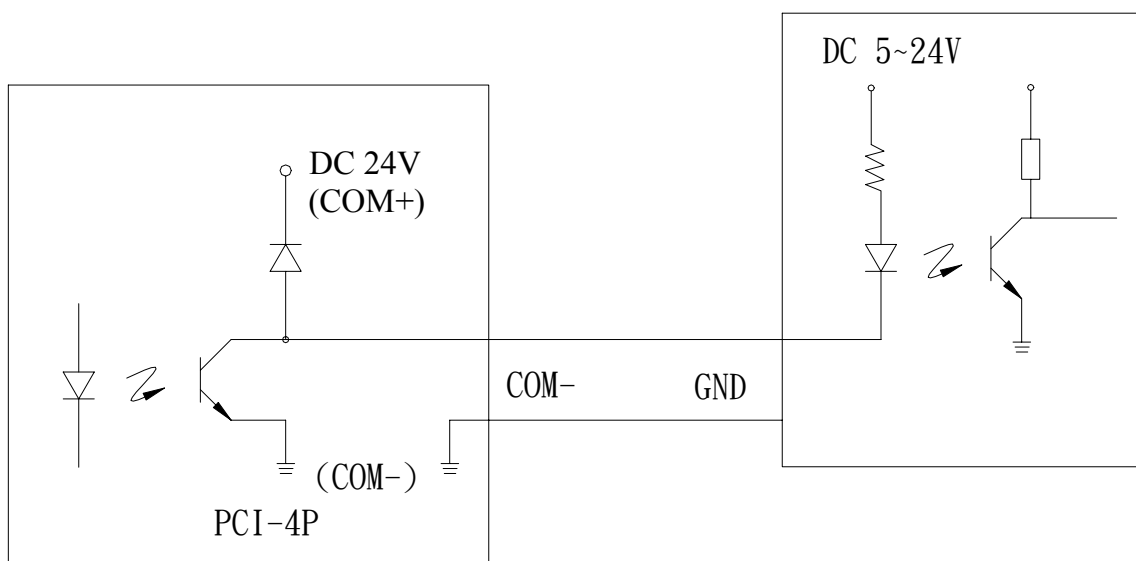 DC 5~24V
DC 24V
(COM+)
COM-
GND
(COM-)
PCI-4P